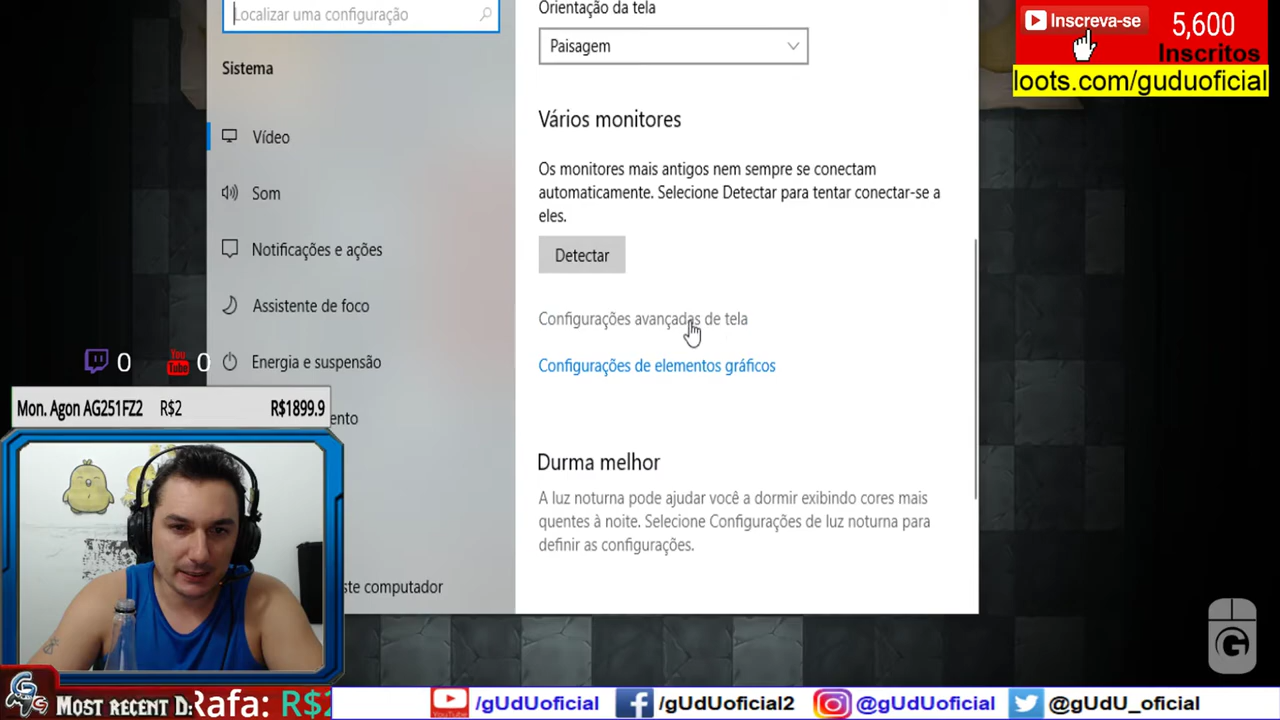 Localizar uma configuração
Sistema
Vídeo
Som
Notificações e ações
Assistente de foco
Energia e suspensão
ento
ste computador
Orientação da tela
Paisagem
Vários monitores
Os monitores mais antigos nem sempre se conectam
automaticamente. Selecione Detectar para tentar conectar-se a
eles.
Detectar
Configurações avançadas de tela
Configurações de elementos gráficos
Durma melhor
A luz noturna pode ajudar você a dormir exibindo cores mais
quentes à noite. Selecione Configurações de luz noturna para
definir as configurações.
Inscreva-se
5,600
Inscritos
loots.com/guduoficial
0
You Tube 0
Mon. Agon AG251FZ2 R$2 R$1899.9
Most recent D: Rafa: R$
YouTube /gUdUoficial /gUdUoficial2 @gUdUoficial @gUdU_oficial